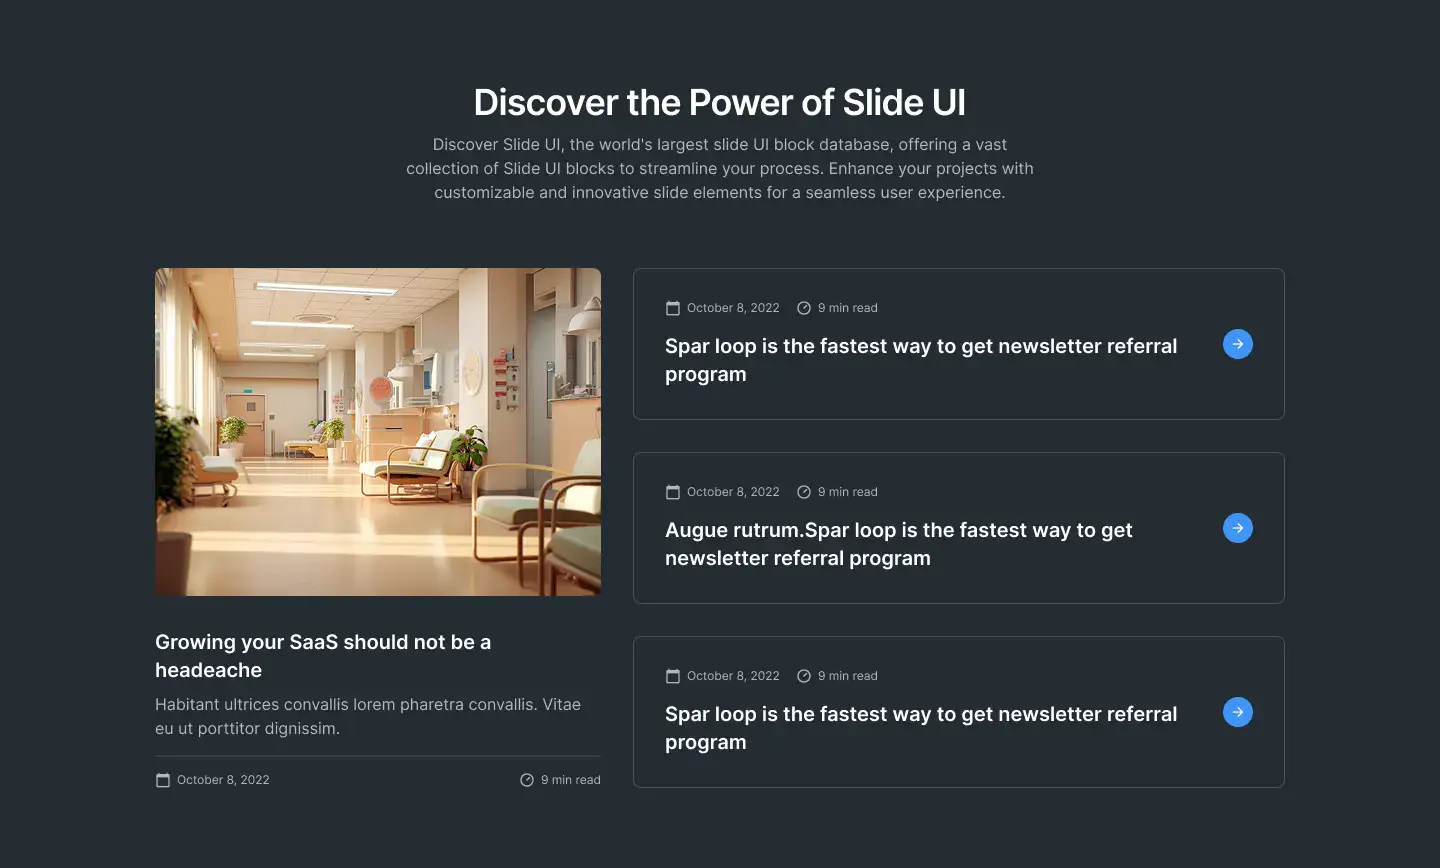 Discover the Power of Slide UI
Discover Slide UI, the world's largest slide UI block database, offering a vast
collection of Slide UI blocks to streamline your process. Enhance your projects with
customizable and innovative slide elements for a seamless user experience.
Growing your SaaS should not be a
headeache
Habitant ultrices convallis lorem pharetra convallis. Vitae
eu ut porttitor dignissim.
October 8, 2022
9 min read
October 8, 2022
9 min read
Spar loop is the fastest way to get newsletter referral
program
October 8, 2022
9 min read
Augue rutrum.Spar loop is the fastest way to get
newsletter referral program
October 8, 2022
9 min read
Spar loop is the fastest way to get newsletter referral
program